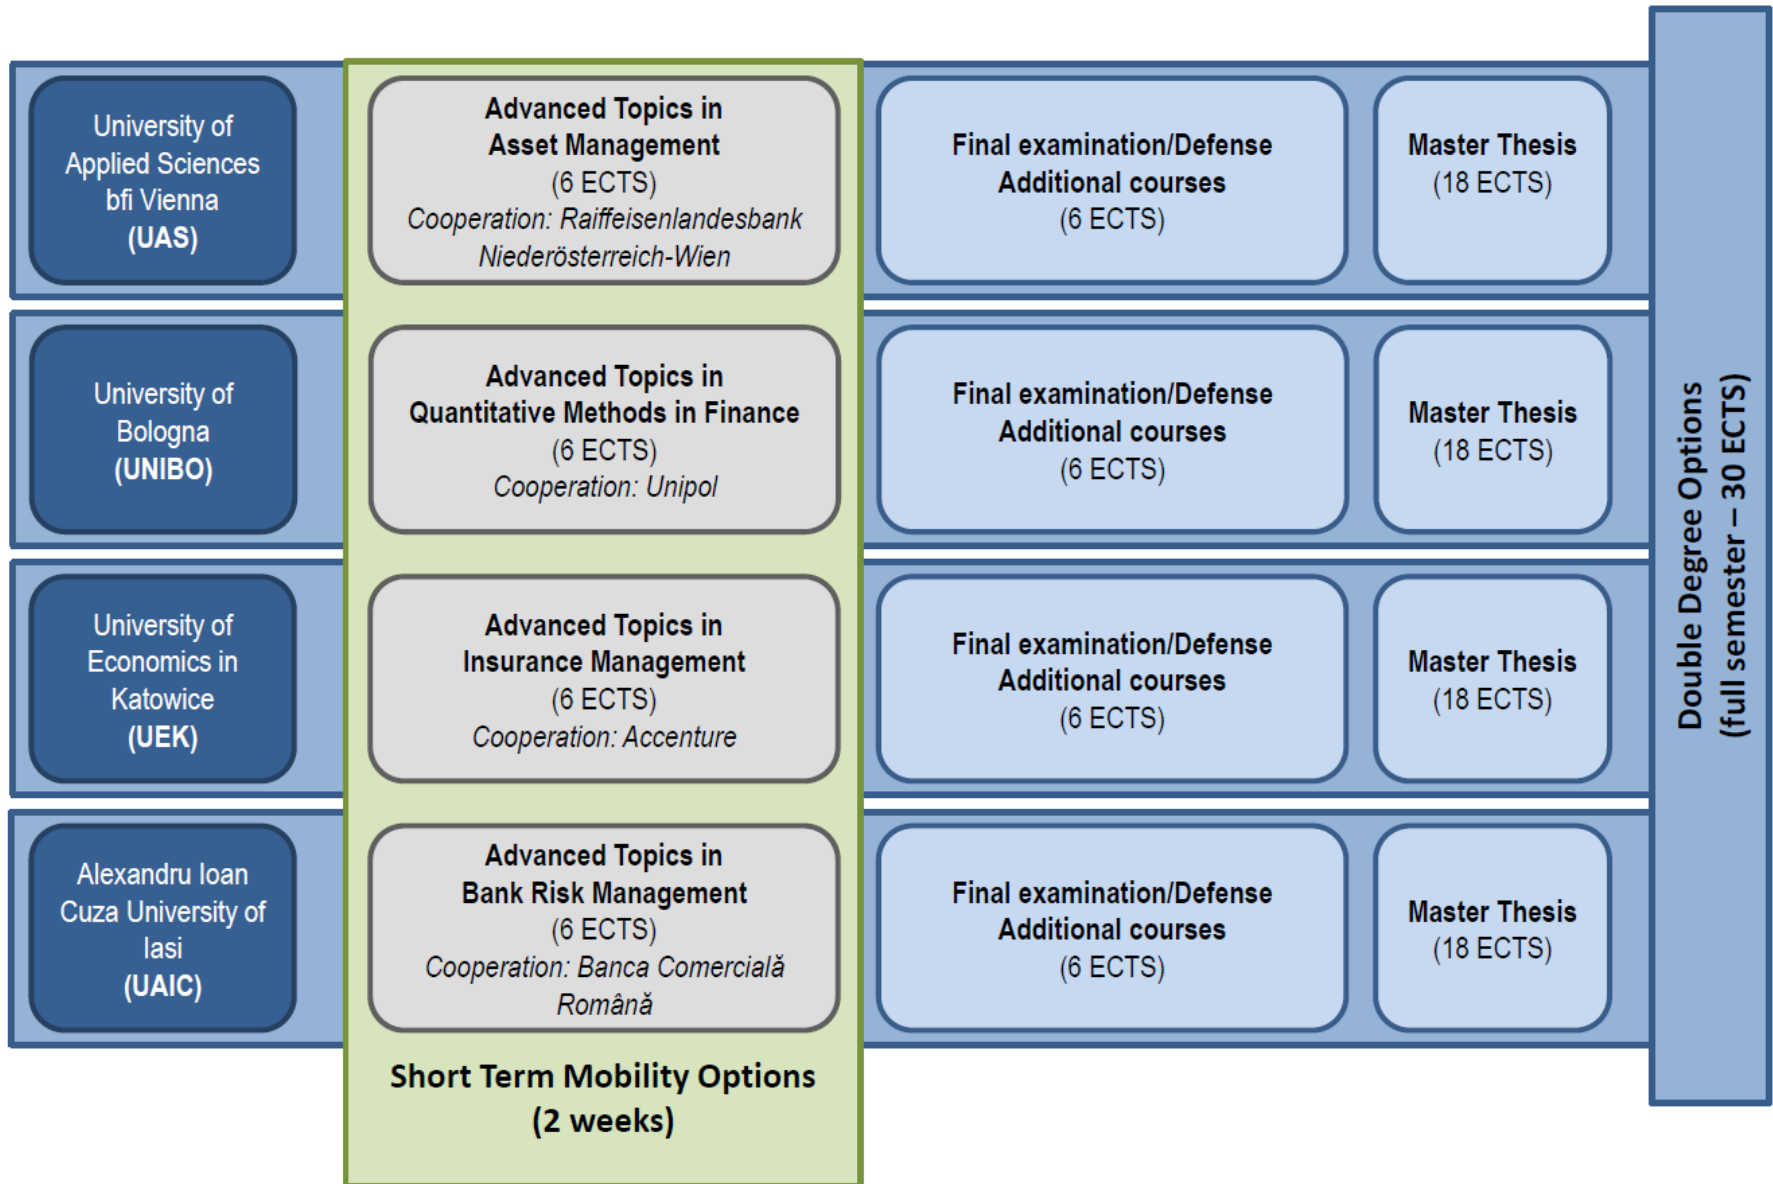 University of
Applied Sciences
bfi Vienna
(UAS)
Advanced Topics in
Asset Management
(6 ECTS)
Cooperation: Raiffeisenlandesbank
Niederösterreich-Wien
Final examination/Defense
Additional courses
(6 ECTS)
Master Thesis
(18 ECTS)
University of
Bologna
(UNIBO)
Advanced Topics in
Quantitative Methods in Finance
(6 ECTS)
Cooperation: Unipol
Final examination/Defense
Additional courses
(6 ECTS)
Master Thesis
(18 ECTS)
University of
Economics in
Katowice
(UEK)
Advanced Topics in
Insurance Management
(6 ECTS)
Cooperation: Accenture
Final examination/Defense
Additional courses
(6 ECTS)
Master Thesis
(18 ECTS)
Alexandru Ioan
Cuza University of
Iasi
(UAIC)
Advanced Topics in
Bank Risk Management
(6 ECTS)
Cooperation: Banca Comercială
Română
Final examination/Defense
Additional courses
(6 ECTS)
Master Thesis
(18 ECTS)
Short Term Mobility Options
(2 weeks)
Double Degree Options
(full semester – 30 ECTS)